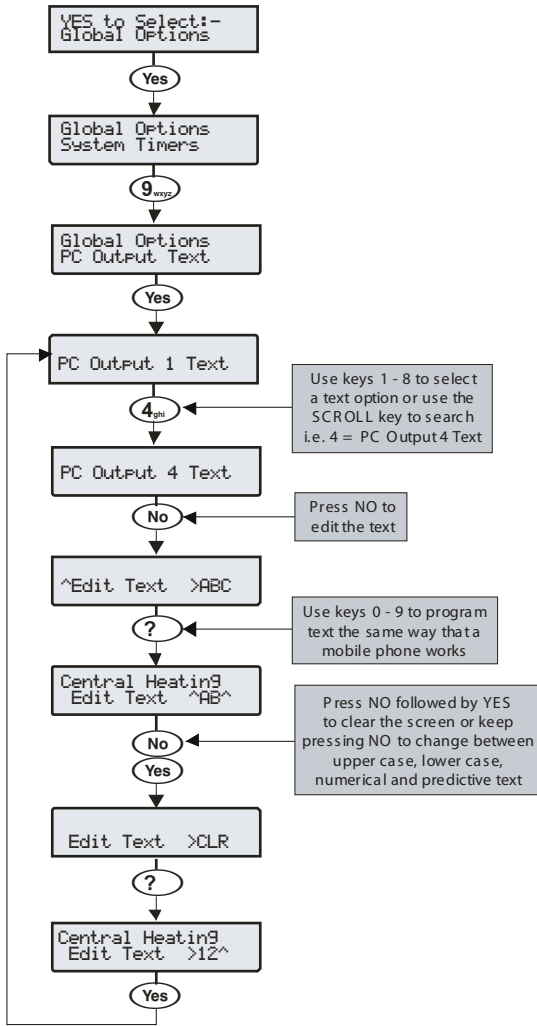 YES to Select:-
Global Options
Yes
Global Options
System Timers
9wxyz
Global Options
PC Output Text
Yes
PC Output 1 Text
Use keys 1 - 8 to select
a text option or use the
SCROLL key to search
i.e. 4 = PC Output 4 Text
4ghi
PC Output 4 Text
No
Press NO to
edit the text
^Edit Text >ABC
?
Use keys 0 - 9 to program
text the same way that a
mobile phone works
Central Heating
Edit Text ^AB^
No
Yes
Press NO followed by YES
to clear the screen or keep
pressing NO to change between
upper case, lower case,
numerical and predictive text
Edit Text >CLR
?
Central Heating
Edit Text >12^
Yes